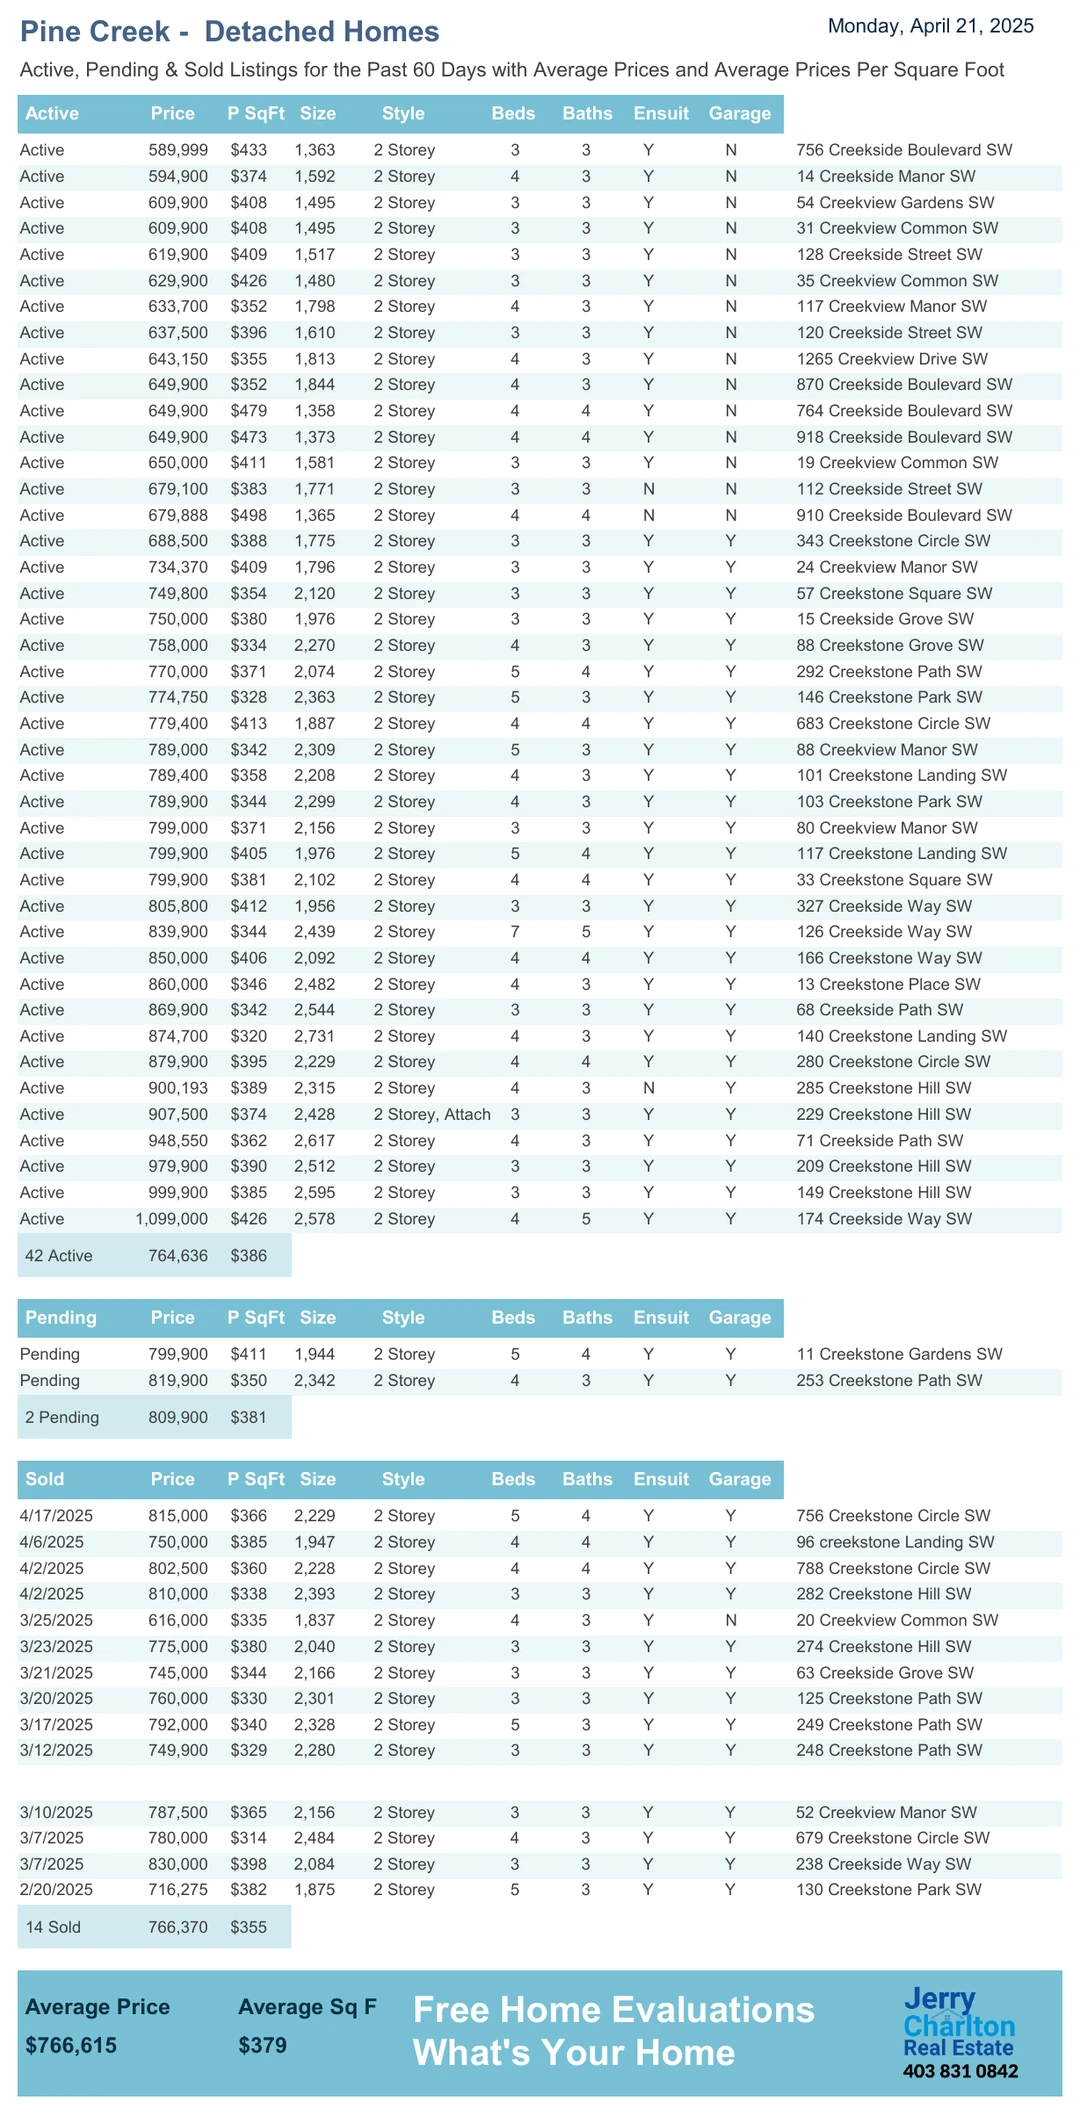 Pine Creek - Detached Homes
Monday, April 21, 2025
Active, Pending & Sold Listings for the Past 60 Days with Average Prices and Average Prices Per Square Foot
Active Price P SqFt Size Style Beds Baths Ensuit Garage
Active 589,999 $433 1,363 2 Storey 3 3 Y N 756 Creekside Boulevard SW
Active 594,900 $374 1,592 2 Storey 4 3 Y N 14 Creekside Manor SW
Active 609,900 $408 1,495 2 Storey 3 3 Y N 54 Creekview Gardens SW
Active 609,900 $408 1,495 2 Storey 3 3 Y N 31 Creekview Common SW
Active 619,900 $409 1,517 2 Storey 3 3 Y N 128 Creekside Street SW
Active 629,900 $426 1,480 2 Storey 3 3 Y N 35 Creekview Common SW
Active 633,700 $352 1,798 2 Storey 4 3 Y N 117 Creekview Manor SW
Active 637,500 $396 1,610 2 Storey 3 3 Y N 120 Creekside Street SW
Active 643,150 $355 1,813 2 Storey 4 3 Y N 1265 Creekview Drive SW
Active 649,900 $352 1,844 2 Storey 4 3 Y N 870 Creekside Boulevard SW
Active 649,900 $479 1,358 2 Storey 4 4 Y N 764 Creekside Boulevard SW
Active 649,900 $473 1,373 2 Storey 4 4 Y N 918 Creekside Boulevard SW
Active 650,000 $411 1,581 2 Storey 3 3 Y N 19 Creekview Common SW
Active 679,100 $383 1,771 2 Storey 3 3 N N 112 Creekside Street SW
Active 679,888 $498 1,365 2 Storey 4 4 N N 910 Creekside Boulevard SW
Active 688,500 $388 1,775 2 Storey 3 3 Y Y 343 Creekstone Circle SW
Active 734,370 $409 1,796 2 Storey 3 3 Y Y 24 Creekview Manor SW
Active 749,800 $354 2,120 2 Storey 3 3 Y Y 57 Creekstone Square SW
Active 750,000 $380 1,976 2 Storey 3 3 Y Y 15 Creekside Grove SW
Active 758,000 $334 2,270 2 Storey 4 3 Y Y 88 Creekstone Grove SW
Active 770,000 $371 2,074 2 Storey 5 4 Y Y 292 Creekstone Path SW
Active 774,750 $328 2,363 2 Storey 5 3 Y Y 146 Creekstone Park SW
Active 779,400 $413 1,887 2 Storey 4 4 Y Y 683 Creekstone Circle SW
Active 789,000 $342 2,309 2 Storey 5 3 Y Y 88 Creekview Manor SW
Active 789,400 $358 2,208 2 Storey 4 3 Y Y 101 Creekstone Landing SW
Active 789,900 $344 2,299 2 Storey 4 3 Y Y 103 Creekstone Park SW
Active 799,000 $371 2,156 2 Storey 3 3 Y Y 80 Creekview Manor SW
Active 799,900 $405 1,976 2 Storey 5 4 Y Y 117 Creekstone Landing SW
Active 799,900 $381 2,102 2 Storey 4 4 Y Y 33 Creekstone Square SW
Active 805,800 $412 1,956 2 Storey 3 3 Y Y 327 Creekside Way SW
Active 839,900 $344 2,439 2 Storey 7 5 Y Y 126 Creekside Way SW
Active 850,000 $406 2,092 2 Storey 4 4 Y Y 166 Creekstone Way SW
Active 860,000 $346 2,482 2 Storey 4 3 Y Y 13 Creekstone Place SW
Active 869,900 $342 2,544 2 Storey 3 3 Y Y 68 Creekside Path SW
Active 874,700 $320 2,731 2 Storey 4 3 Y Y 140 Creekstone Landing SW
Active 879,900 $395 2,229 2 Storey 4 4 Y Y 280 Creekstone Circle SW
Active 900,193 $389 2,315 2 Storey 4 3 N Y 285 Creekstone Hill SW
Active 907,500 $374 2,428 2 Storey, Attach 3 3 Y Y 229 Creekstone Hill SW
Active 948,550 $362 2,617 2 Storey 4 3 Y Y 71 Creekside Path SW
Active 979,900 $390 2,512 2 Storey 3 3 Y Y 209 Creekstone Hill SW
Active 999,900 $385 2,595 2 Storey 3 3 Y Y 149 Creekstone Hill SW
Active 1,099,000 $426 2,578 2 Storey 4 5 Y Y 174 Creekside Way SW
42 Active 764,636 $386
Pending Price P SqFt Size Style Beds Baths Ensuit Garage
Pending 799,900 $411 1,944 2 Storey 5 4 Y Y 11 Creekstone Gardens SW
Pending 819,900 $350 2,342 2 Storey 4 3 Y Y 253 Creekstone Path SW
2 Pending 809,900 $381
Sold Price P SqFt Size Style Beds Baths Ensuit Garage
4/17/2025 815,000 $366 2,229 2 Storey 5 4 Y Y 756 Creekstone Circle SW
4/6/2025 750,000 $385 1,947 2 Storey 4 4 Y Y 96 creekstone Landing SW
4/2/2025 802,500 $360 2,228 2 Storey 4 4 Y Y 788 Creekstone Circle SW
4/2/2025 810,000 $338 2,393 2 Storey 3 3 Y Y 282 Creekstone Hill SW
3/25/2025 616,000 $335 1,837 2 Storey 4 3 Y N 20 Creekview Common SW
3/23/2025 775,000 $380 2,040 2 Storey 3 3 Y Y 274 Creekstone Hill SW
3/21/2025 745,000 $344 2,166 2 Storey 3 3 Y Y 63 Creekside Grove SW
3/20/2025 760,000 $330 2,301 2 Storey 3 3 Y Y 125 Creekstone Path SW
3/17/2025 792,000 $340 2,328 2 Storey 5 3 Y Y 249 Creekstone Path SW
3/12/2025 749,900 $329 2,280 2 Storey 3 3 Y Y 248 Creekstone Path SW
3/10/2025 787,500 $365 2,156 2 Storey 3 3 Y Y 52 Creekview Manor SW
3/7/2025 780,000 $314 2,484 2 Storey 4 3 Y Y 679 Creekstone Circle SW
3/7/2025 830,000 $398 2,084 2 Storey 3 3 Y Y 238 Creekside Way SW
2/20/2025 716,275 $382 1,875 2 Storey 5 3 Y Y 130 Creekstone Park SW
14 Sold 766,370 $355
Average Price Average Sq F
$766,615 $379
Free Home Evaluations
What's Your Home
Jerry
Charlton
Real Estate
403 831 0842